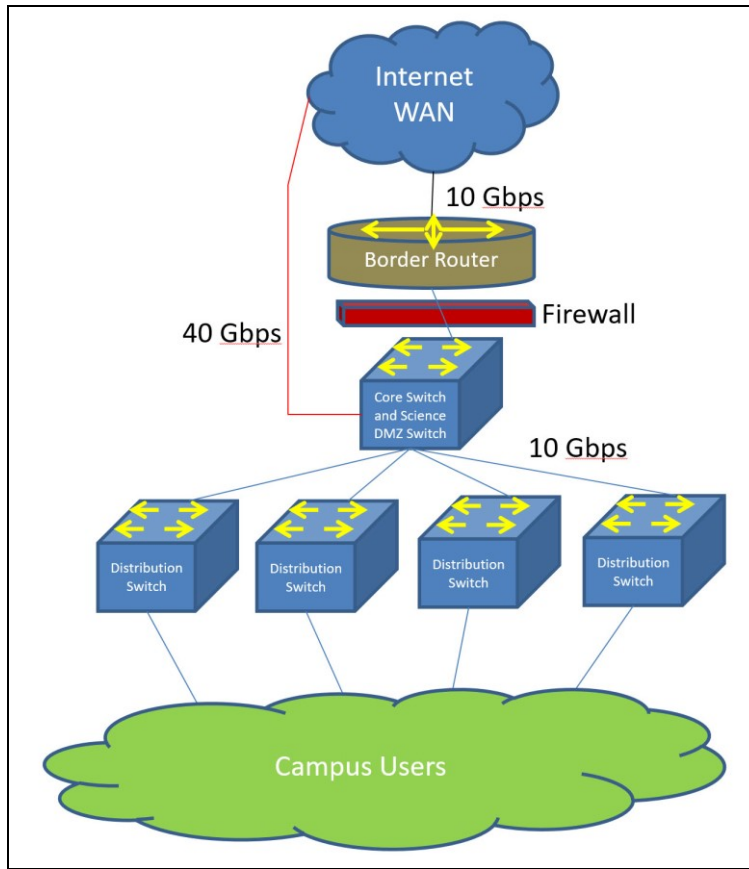 Internet
WAN
10 Gbps
Border Router
Firewall
40 Gbps
Core Switch
and Science
DMZ Switch
10 Gbps
Distribution
Switch
Distribution
Switch
Distribution
Switch
Distribution
Switch
Campus Users